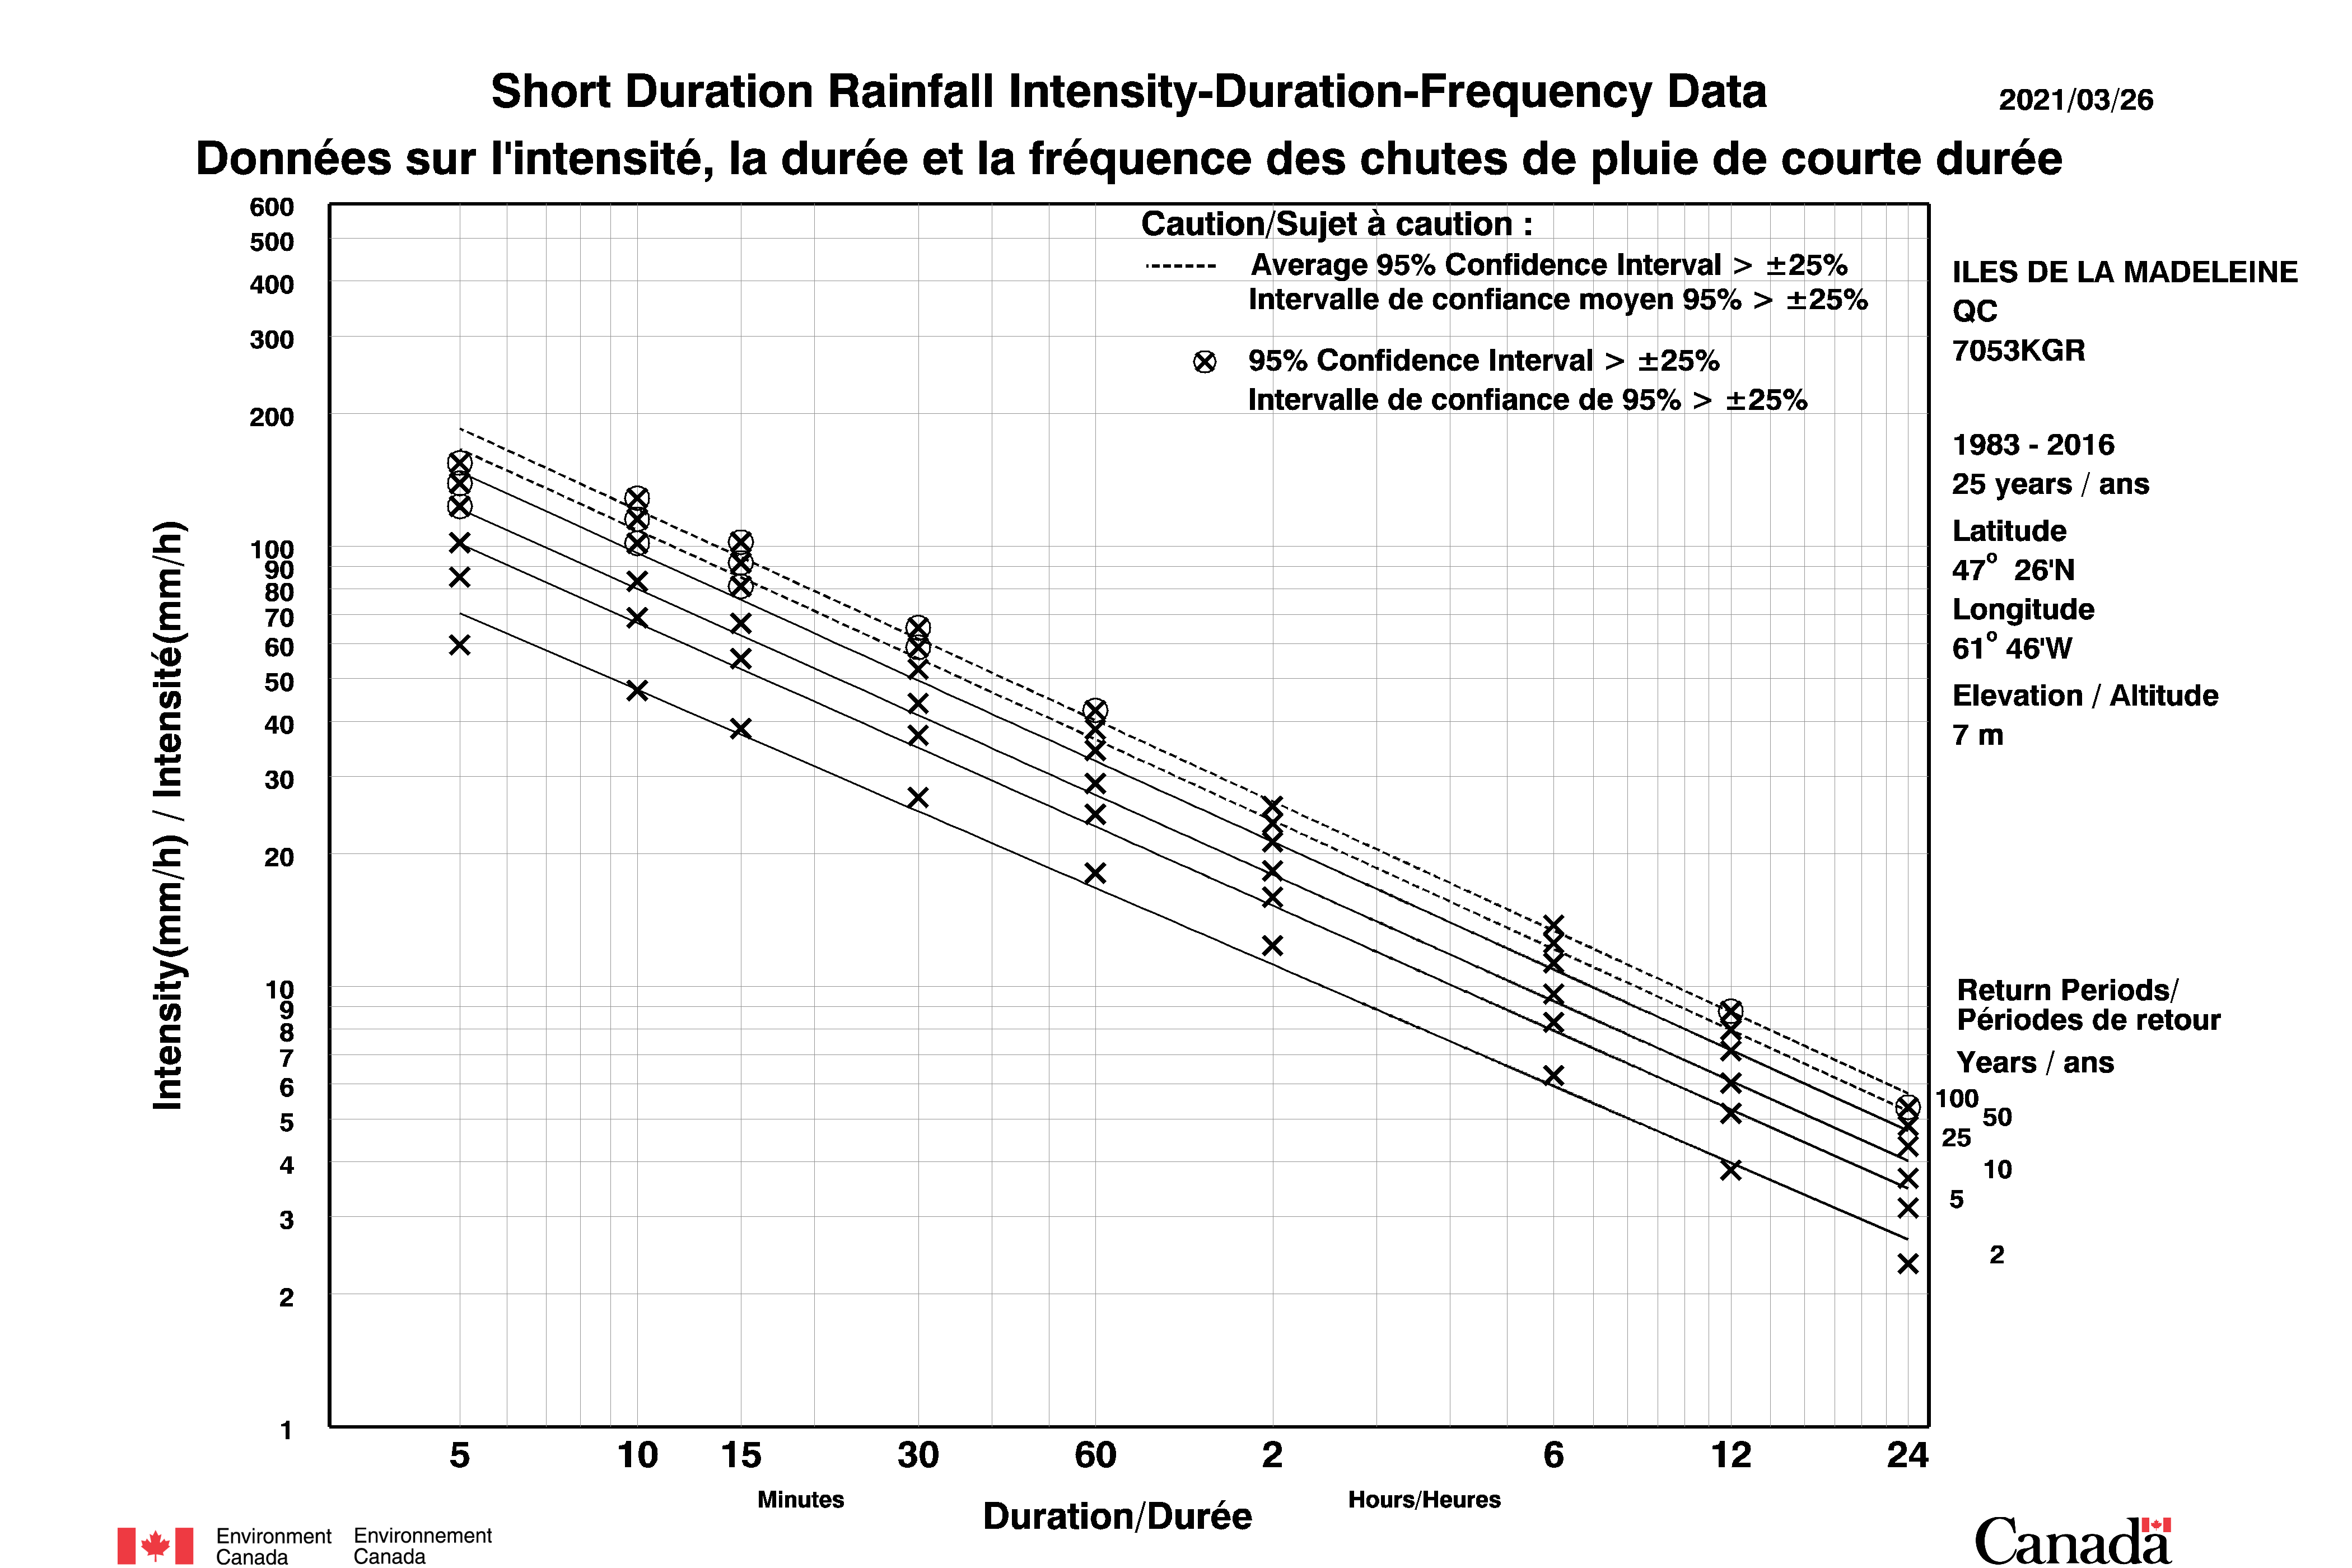 Short Duration Rainfall Intensity-Duration-Frequency Data
2021/03/26
Données sur l'intensité, la durée et la fréquence des chutes de pluie de courte durée
Caution/Sujet à caution :
Average 95% Confidence Interval > ±25%
Intervalle de confiance moyen 95% > ±25%
95% Confidence Interval > ±25%
Intervalle de confiance de 95% > ±25%
ILES DE LA MADELEINE
QC
7053KGR
1983 - 2016
25 years / ans
Latitude
47° 26'N
Longitude
61° 46'W
Elevation / Altitude
7 m
Return Periods/
Périodes de retour
Years / ans
100
50
25
10
5
2
Intensity(mm/h) / Intensité(mm/h)
600
500
400
300
200
100
90
80
70
60
50
40
30
20
10
9
8
7
6
5
4
3
2
1
5 10 15 30 60 2 6 12 24
Minutes
Hours/Heures
Duration/Durée
Environment Environnement
Canada Canada
Canada